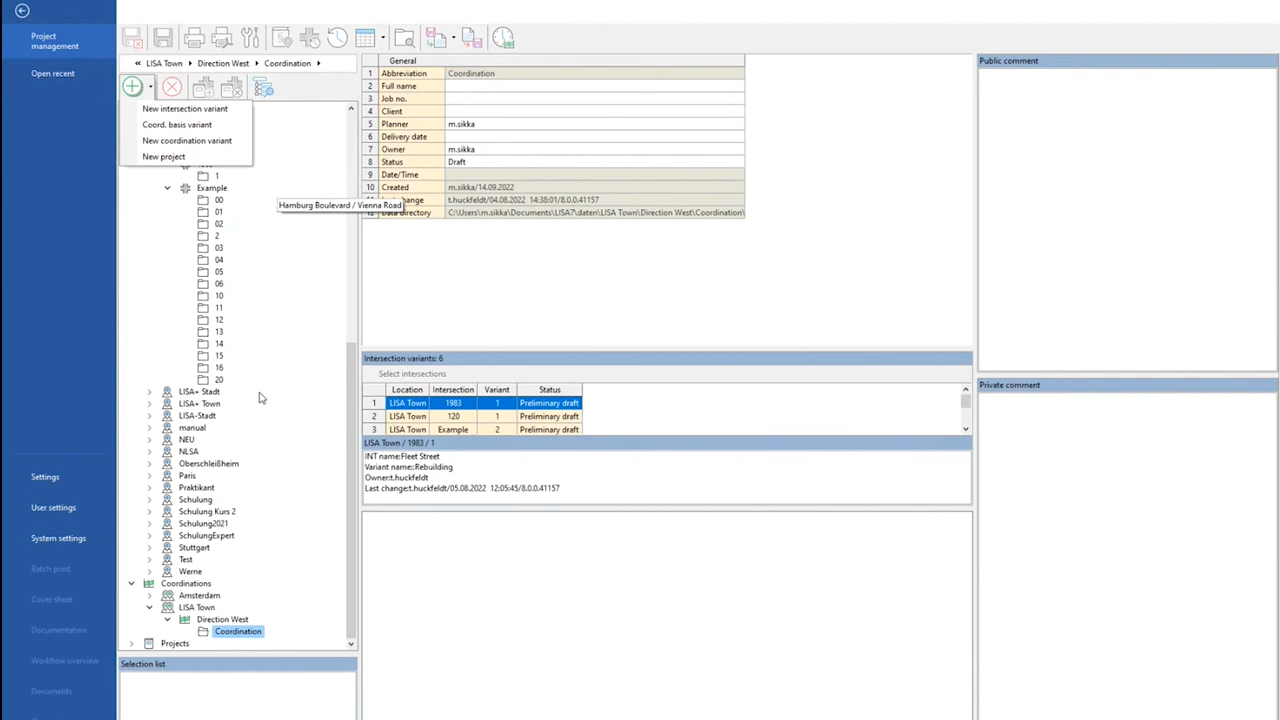 Project
management
Open recent
Settings
User settings
System settings
Batch print
Cover sheet
Documentation
Workflow overview
Documents
« LISA Town Direction West Coordination
New intersection variant
Coord. basis variant
New coordination variant
New project
1
Example
00
01
02
2
03
04
05
06
10
11
12
13
14
15
16
20
LISA+ Stadt
LISA+ Town
LISA-Stadt
manual
NEU
NLSA
Oberschleißheim
Paris
Praktikant
Schulung
Schulung Kurs 2
Schulung2021
SchulungExpert
Stuttgart
Test
Werne
Coordinations
Amsterdam
LISA Town
Direction West
Coordination
Projects
Selection list
Hamburg Boulevard / Vienna Road
General
1 Abbreviation Coordination
2 Full name
3 Job no.
4 Client
5 Planner m.sikka
6 Delivery date
7 Owner m.sikka
8 Status Draft
9 Date/Time
10 Created m.sikka/14.09.2022
t.huckfeldt/04.08.2022 14:38:01/8.0.0.41157
12 directory C:\Users\m.sikka\Documents\LISA7\daten\LISA Town\Direction West\Coordination\
Intersection variants: 6
Select intersections
Location Intersection Variant Status
1 LISA Town 1983 1 Preliminary draft
2 LISA Town 120 1 Preliminary draft
3 LISA Town Example 2 Preliminary draft
LISA Town / 1983 / 1
INT name:Fleet Street
Variant name::Rebuilding
Owner:t.huckfeldt
Last change:t.huckfeldt/05.08.2022 12:05:45/8.0.0.41157
Public comment
Private comment